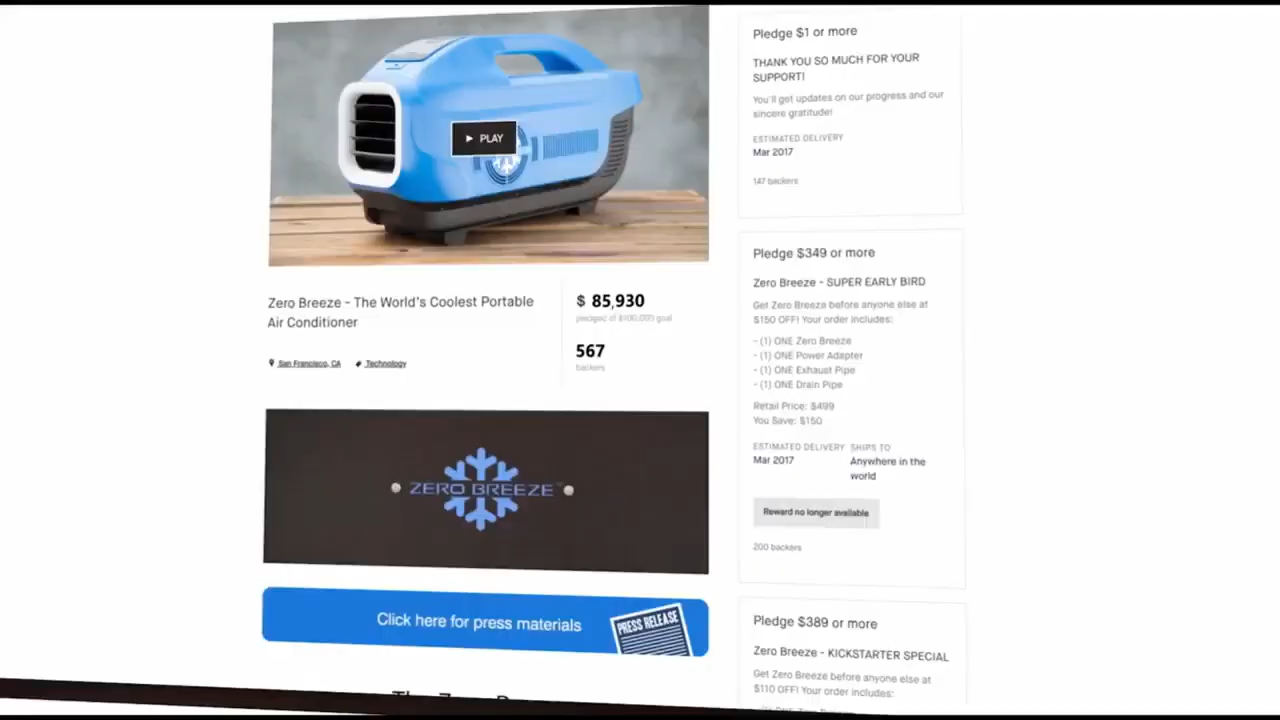 PLAY
Zero Breeze - The World's Coolest Portable
Air Conditioner
San Francisco, CA
Technology
$ 85,930
pledged of $100,000 goal
567
backers
ZERO BREEZE
Click here for press materials
PRESS RELEASE
Pledge $1 or more
THANK YOU SO MUCH FOR YOUR
SUPPORT!
You'll get updates on our progress and our
sincere gratitude!
ESTIMATED DELIVERY
Mar 2017
147 backers
Pledge $349 or more
Zero Breeze - SUPER EARLY BIRD
Get Zero Breeze before anyone else at
$150 OFF! Your order includes:
- (1) ONE Zero Breeze
- (1) ONE Power Adapter
- (1) ONE Exhaust Pipe
- (1) ONE Drain Pipe
Retail Price: $499
You Save: $150
ESTIMATED DELIVERY SHIPS TO
Mar 2017 Anywhere in the
world
Reward no longer available
200 backers
Pledge $389 or more
Zero Breeze - KICKSTARTER SPECIAL
Get Zero Breeze before anyone else at
$110 OFF! Your order includes: